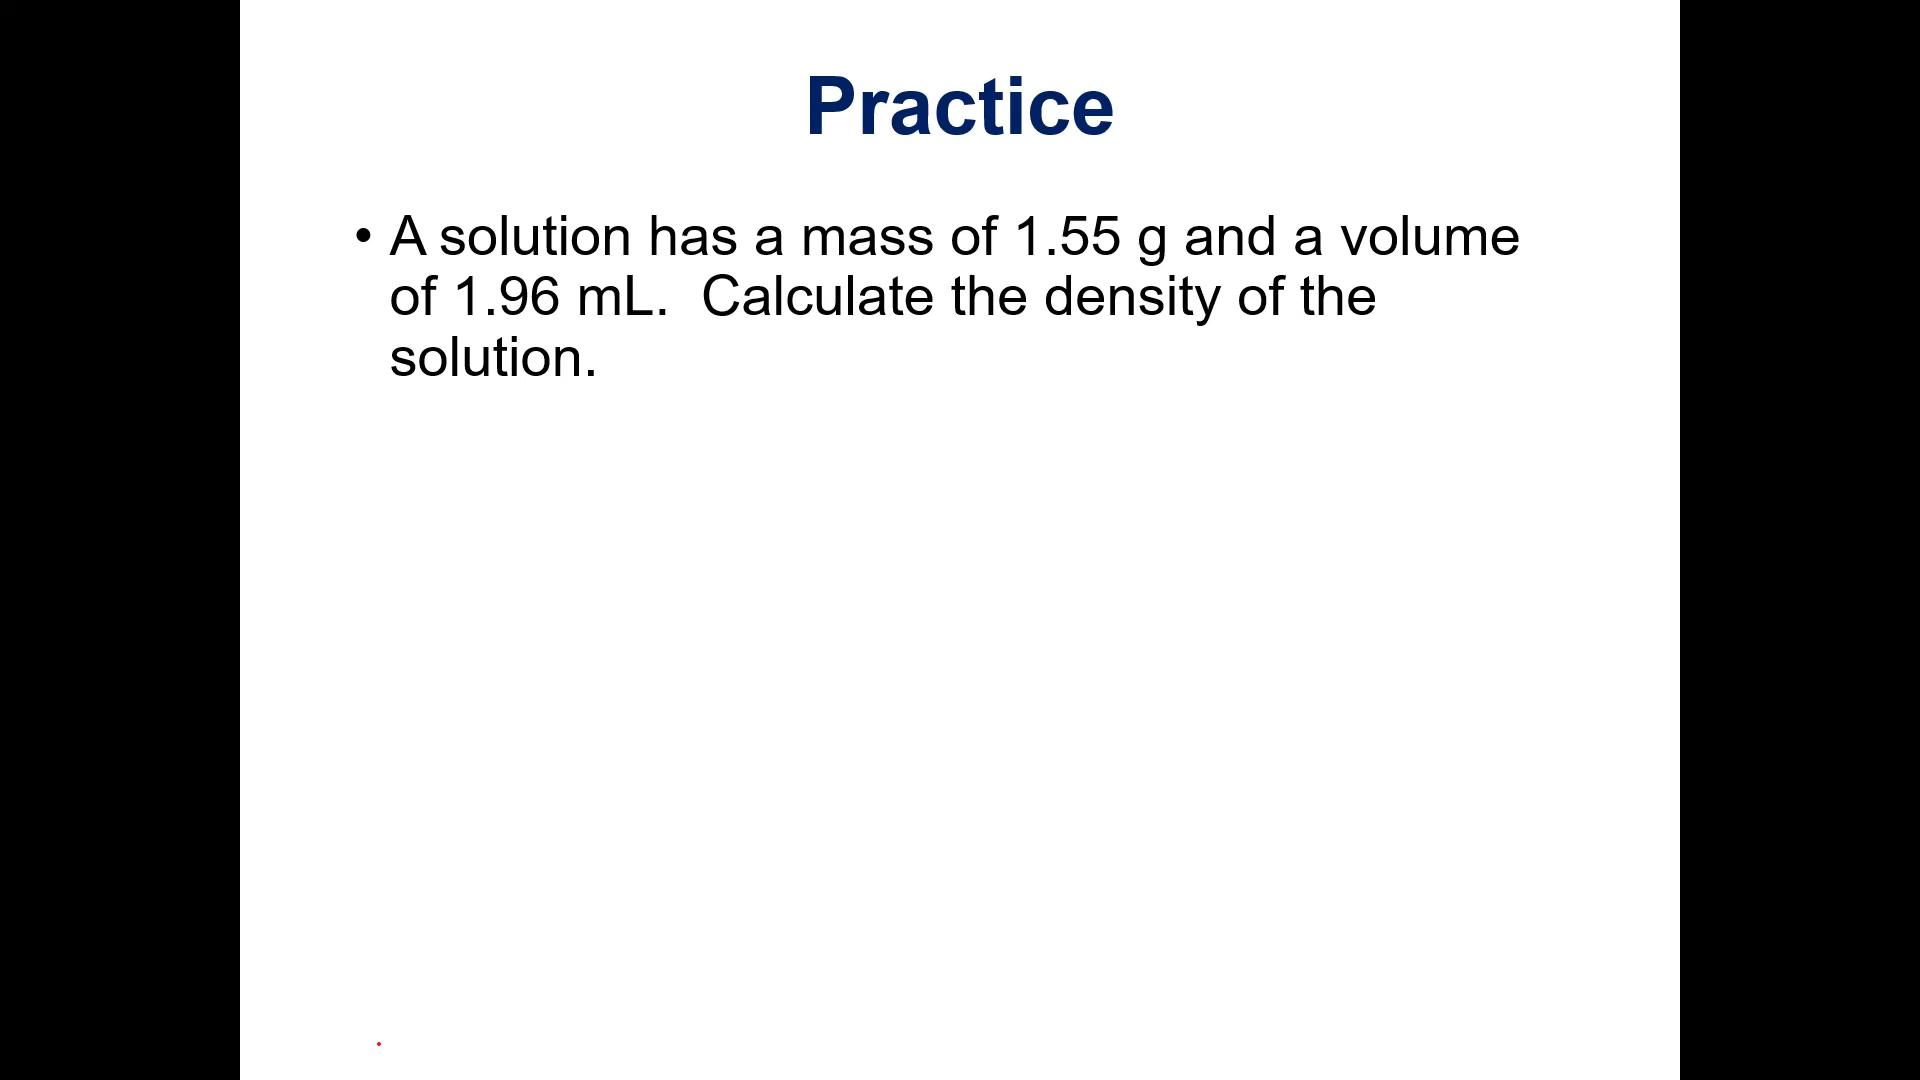 Practice
• A solution has a mass of 1.55 g and a volume
of 1.96 mL.  Calculate the density of the
solution.